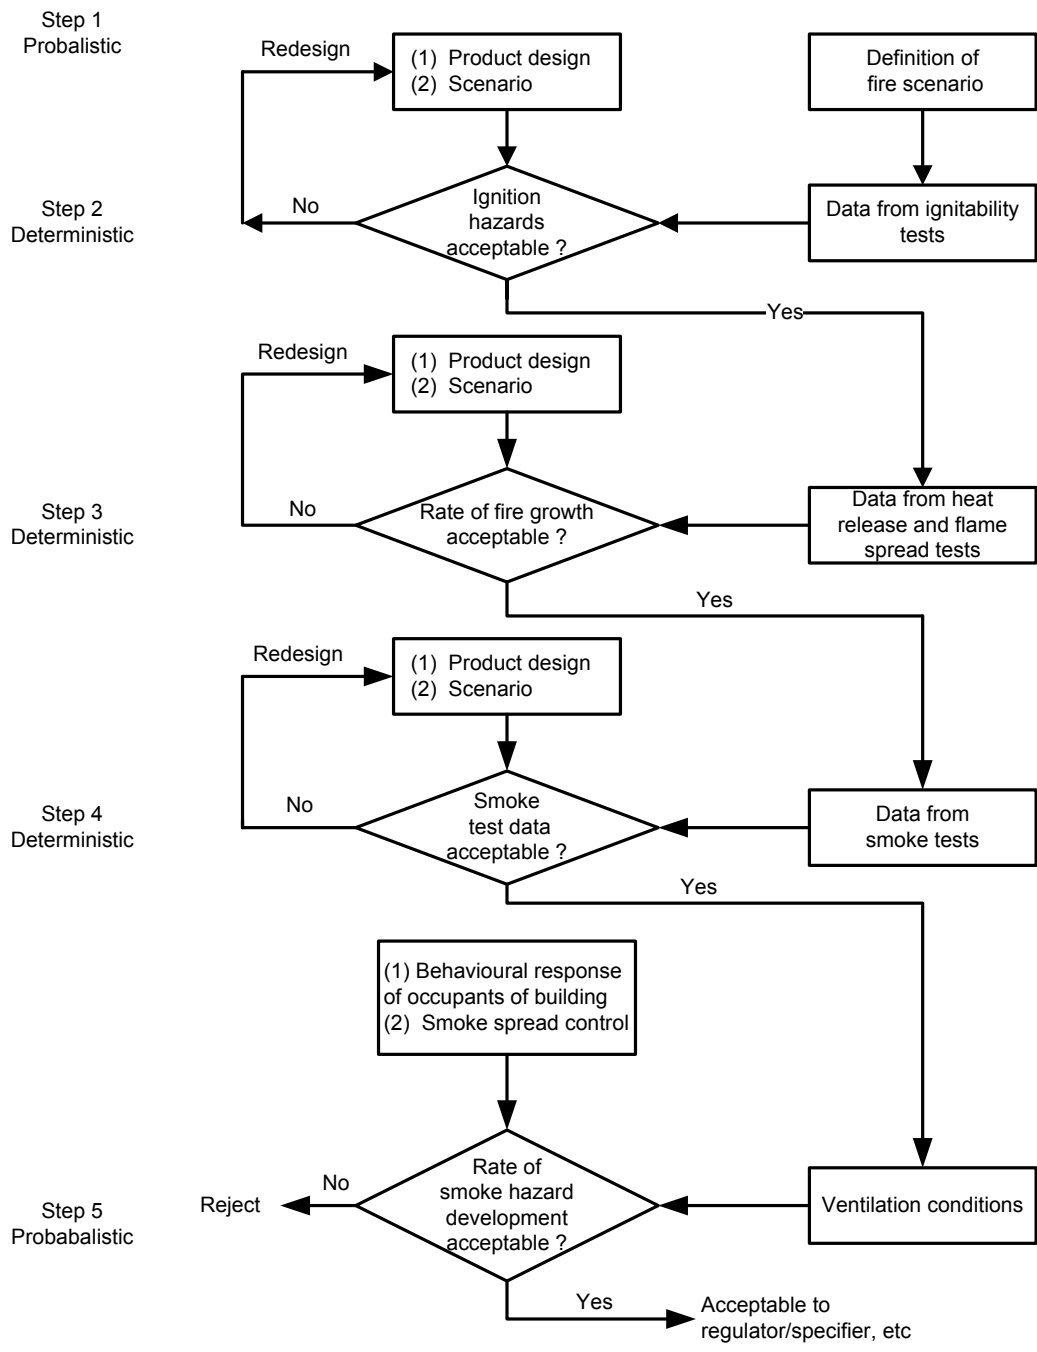 Step 1
Probalistic
Redesign
(1) Product design
(2) Scenario
Definition of
fire scenario
Step 2
Deterministic
No
Ignition
hazards
acceptable ?
Data from ignitability
tests
Yes
Redesign
(1) Product design
(2) Scenario
Step 3
Deterministic
No
Rate of fire growth
acceptable ?
Data from heat
release and flame
spread tests
Yes
Redesign
(1) Product design
(2) Scenario
Step 4
Deterministic
No
Smoke
test data
acceptable ?
Data from
smoke tests
Yes
(1) Behavioural response
of occupants of building
(2) Smoke spread control
Step 5
Probabalistic
Reject
No
Rate of
smoke hazard
development
acceptable ?
Ventilation conditions
Yes
Acceptable to
regulator/specifier, etc